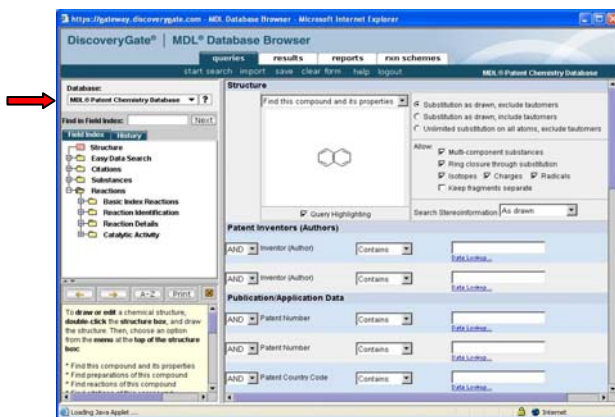 https://gateway.discoverygate.com - MDL Database Browser - Microsoft Internet Explorer
DiscoveryGate® | MDL® Database Browser
queries results reports rxn schemes
start search import save clear form help logout
MDL® Patent Chemistry Database
Database:
MDL® Patent Chemistry Database ?
Find in Field Index: Next
Field Index History
Structure
Easy Data Search
Citations
Substances
Reactions
Basic Index Reactions
Reaction Identification
Reaction Details
Catalytic Activity
A-Z Print
To draw or edit a chemical structure,
double-click the structure box, and draw
the structure. Then, choose an option
from the menu at the top of the structure
box:
* Find this compound and its properties
* Find preparations of this compound
* Find reactions of this compound
Structure
Find this compound and its properties
Query Highlighting
Substitution as drawn, exclude tautomers
Substitution as drawn, include tautomers
Unlimited substitution on all atoms, exclude tautomers
Allow:
Multi-component substances
Ring closure through substitution
Isotopes Charges Radicals
Keep fragments separate
Search Stereoinformation As drawn
Patent Inventors (Authors)
AND Inventor (Author) Contains
Data Lookup...
AND Inventor (Author) Contains
Data Lookup...
Publication/Application Data
AND Patent Number Contains
Data Lookup...
AND Patent Number Contains
Data Lookup...
AND Patent Country Code Contains
Data Lookup...
Loading Java Applet ...
Internet